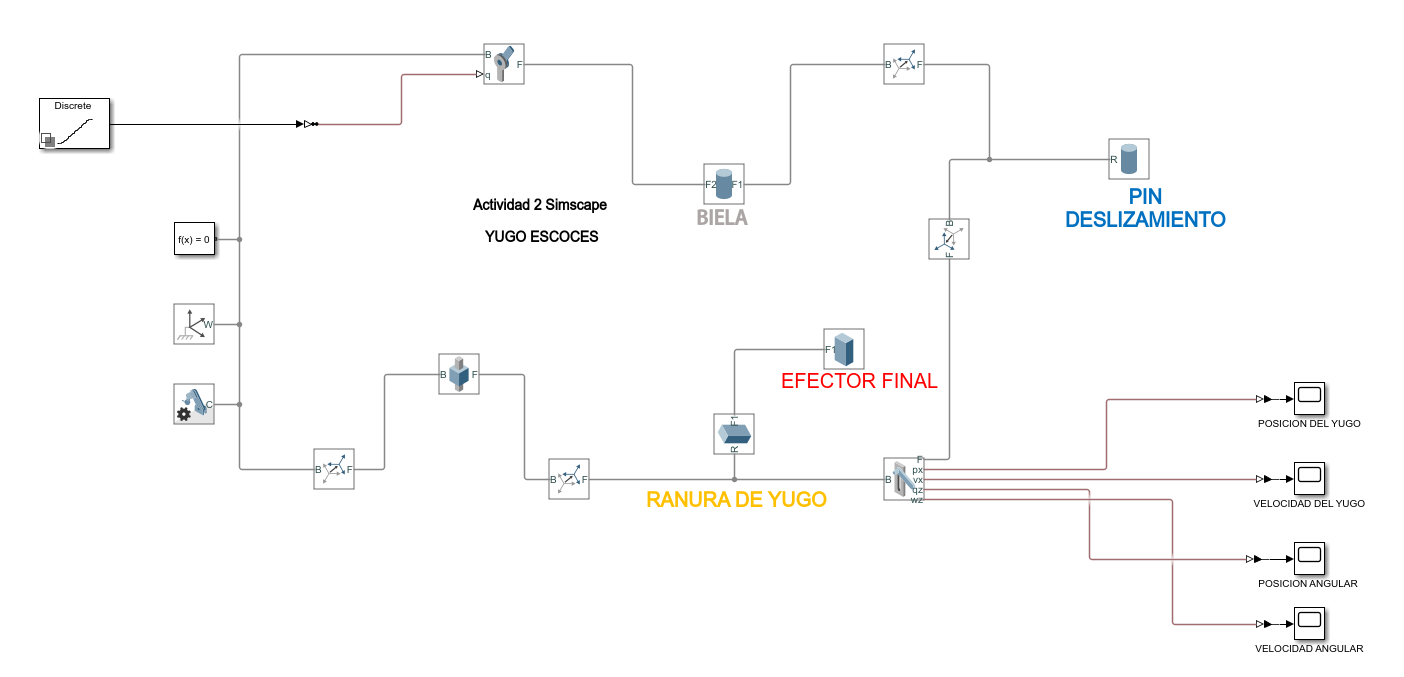 B
F
q
B
F
Discrete
R
F2
F1
PIN
DESLIZAMIENTO
Actividad 2 Simscape
BIELA
YUGO ESCOCES
f(x) = 0
B
F
W
F1
B
F
EFECTOR FINAL
C
F1
R
POSICION DEL YUGO
B
F
B
F
RANURA DE YUGO
B
F
px
vx
qz
wz
VELOCIDAD DEL YUGO
POSICION ANGULAR
VELOCIDAD ANGULAR